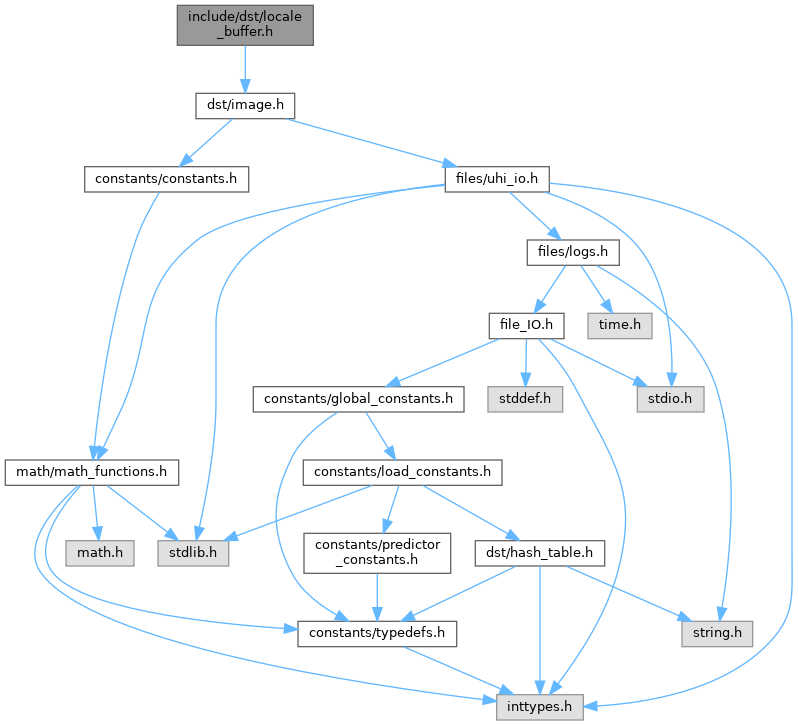 include/dst/locale
_buffer.h
dst/image.h
constants/constants.h
files/uhi_io.h
files/logs.h
file_IO.h
time.h
constants/global_constants.h
stddef.h
stdio.h
math/math_functions.h
constants/load_constants.h
math.h
stdlib.h
constants/predictor
_constants.h
dst/hash_table.h
constants/typedefs.h
string.h
inttypes.h